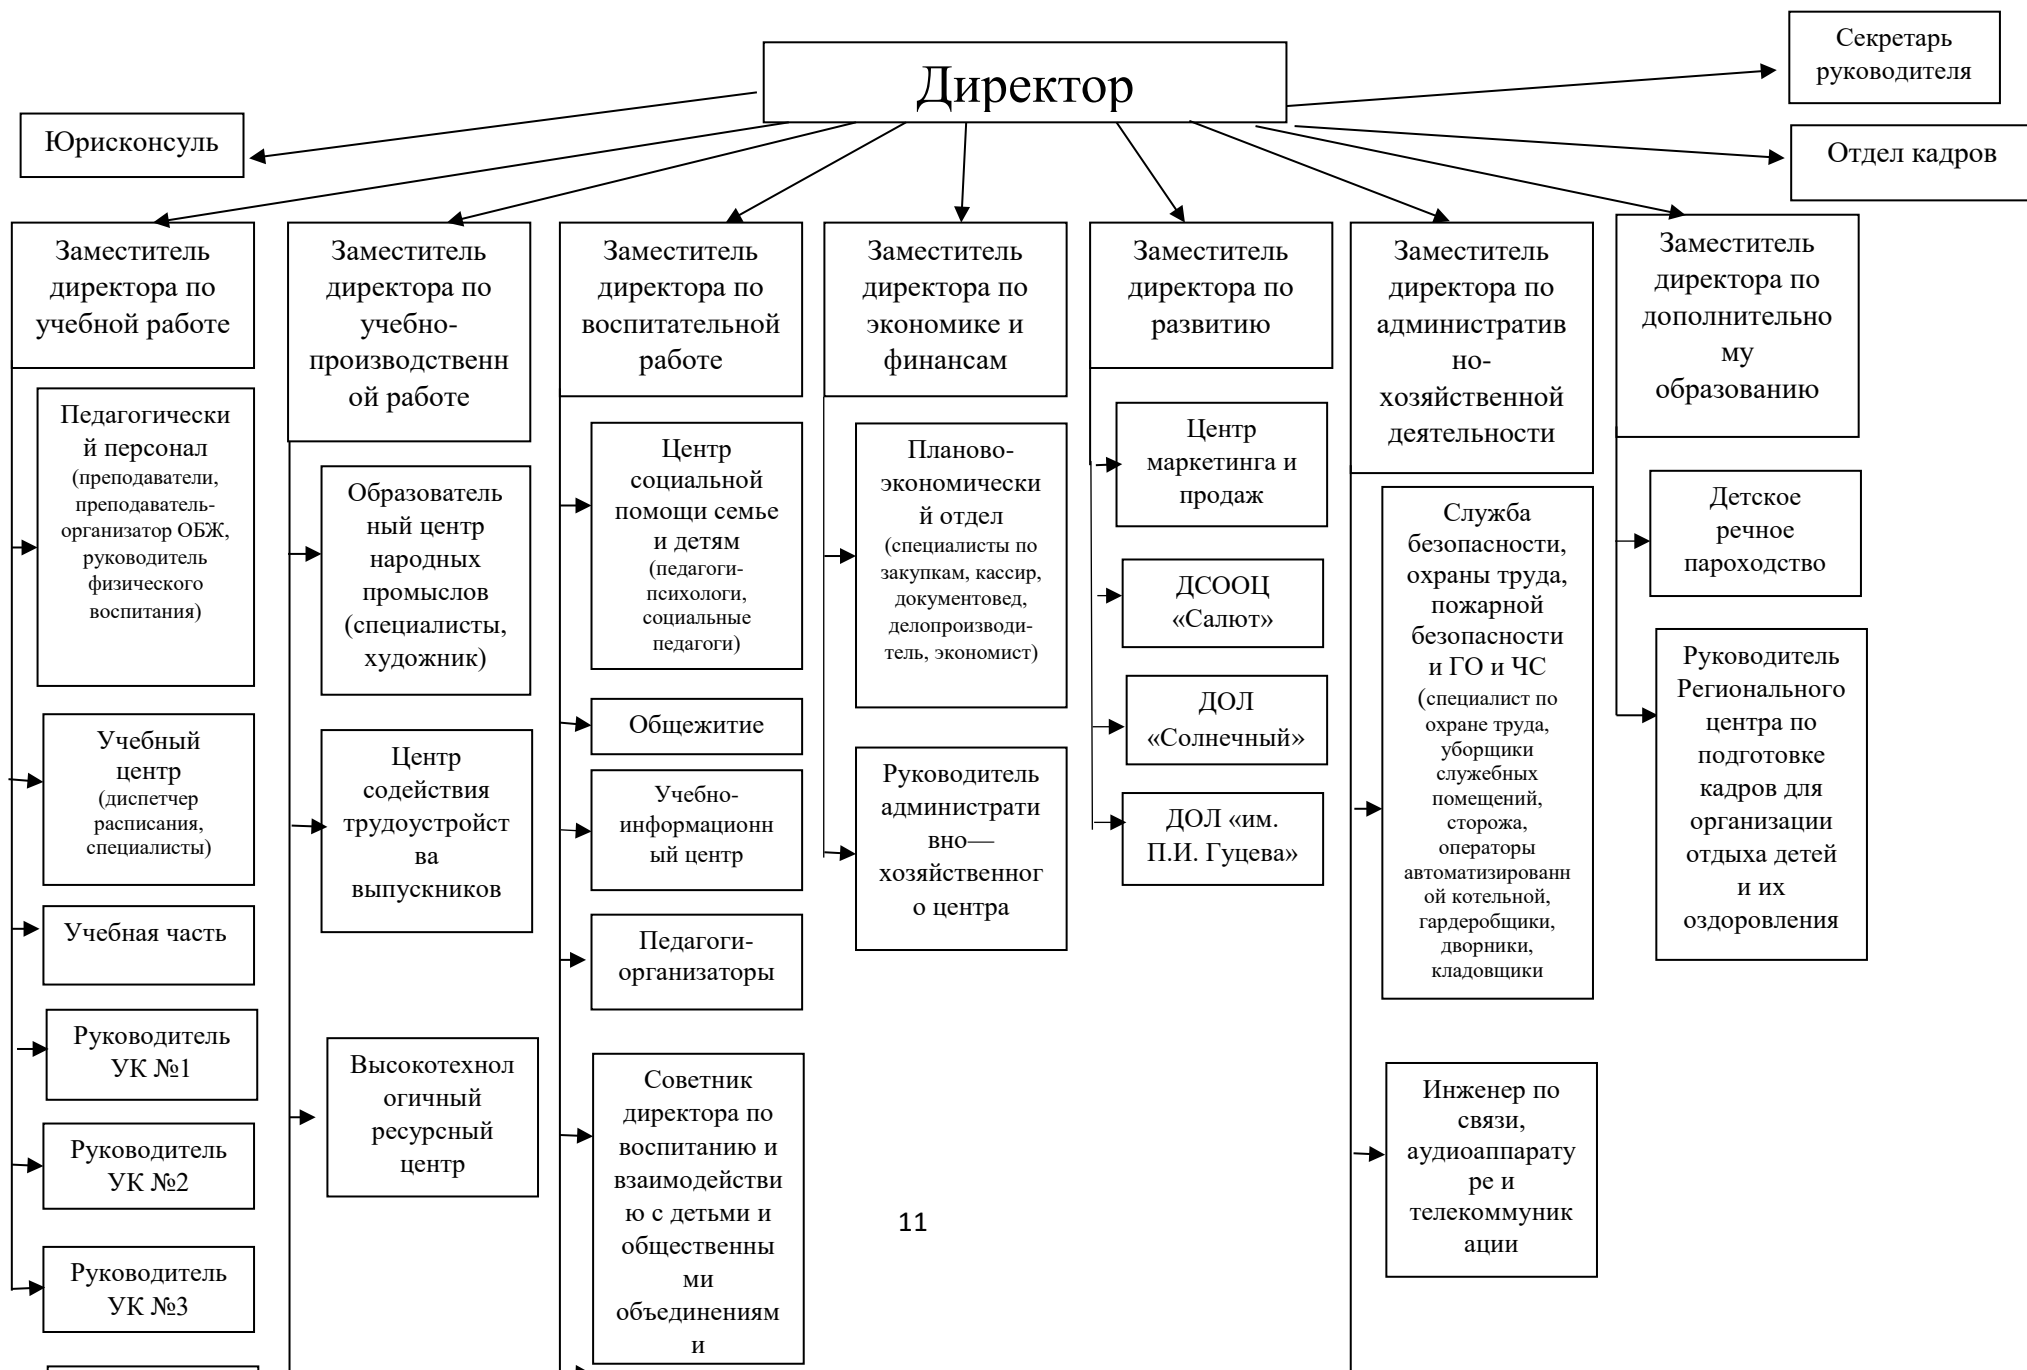 Директор
Секретарь
руководителя
Юрисконсуль
Отдел кадров
Заместитель
директора по
учебной работе
Педагогически
й персонал
(преподаватели,
преподаватель-
организатор ОБЖ,
руководитель
физического
воспитания)
Учебный
центр
(диспетчер
расписания,
специалисты)
Учебная часть
Руководитель
УК №1
Руководитель
УК №2
Руководитель
УК №3
Заместитель
директора по
учебно-
производственн
ой работе
Образователь
ный центр
народных
промыслов
(специалисты,
художник)
Центр
содействия
трудоустройст
ва
выпускников
Высокотехнол
огичный
ресурсный
центр
Заместитель
директора по
воспитательной
работе
Центр
социальной
помощи семье
и детям
(педагоги-
психологи,
социальные
педагоги)
Общежитие
Учебно-
информационн
ый центр
Педагоги-
организаторы
Советник
директора по
воспитанию и
взаимодействи
ю с детьми и
общественны
ми
объединениям
и
Заместитель
директора по
экономике и
финансам
Планово-
экономически
й отдел
(специалисты по
закупкам, кассир,
документовед,
делопроизводи-
тель, экономист)
Руководитель
администрати
вно—
хозяйственног
о центра
Заместитель
директора по
развитию
Центр
маркетинга и
продаж
ДСООЦ
«Салют»
ДОЛ
«Солнечный»
ДОЛ «им.
П.И. Гуцева»
Заместитель
директора по
административ
но-
хозяйственной
деятельности
Служба
безопасности,
охраны труда,
пожарной
безопасности
и ГО и ЧС
(специалист по
охране труда,
уборщики
служебных
помещений,
сторожа,
операторы
автоматизированн
ой котельной,
гардеробщики,
дворники,
кладовщики
Инженер по
связи,
аудиоаппарату
ре и
телекоммуник
ации
Заместитель
директора по
дополнительно
му
образованию
Детское
речное
пароходство
Руководитель
Регионального
центра по
подготовке
кадров для
организации
отдыха детей
и их
оздоровления
11